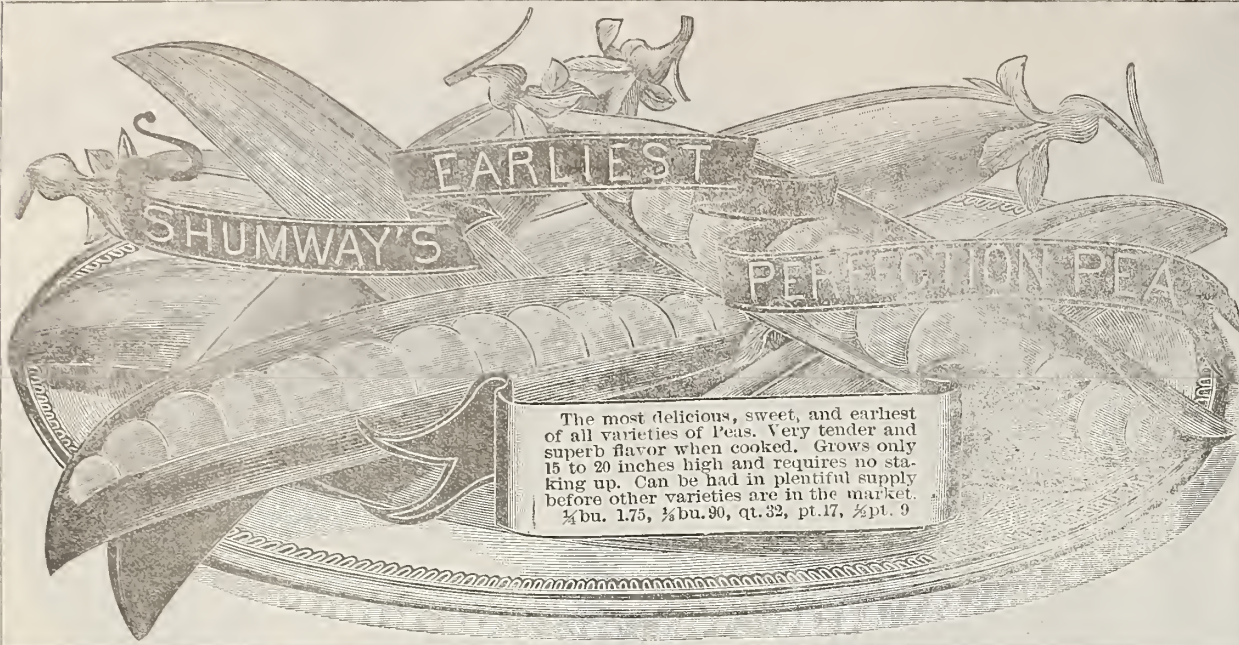 SHUMWAY'S
EARLIEST
PERFECTION PEA
The most delicious, sweet, and earliest
of all varieties of Peas. Very tender and
superb flavor when cooked. Grows only
15 to 20 inches high and requires no sta-
king up. Can be had in plentiful supply
before other varieties are in the market.
¼bu. 1.75, ⅛bu. 90, qt. 32, pt. 17, ½pt. 9